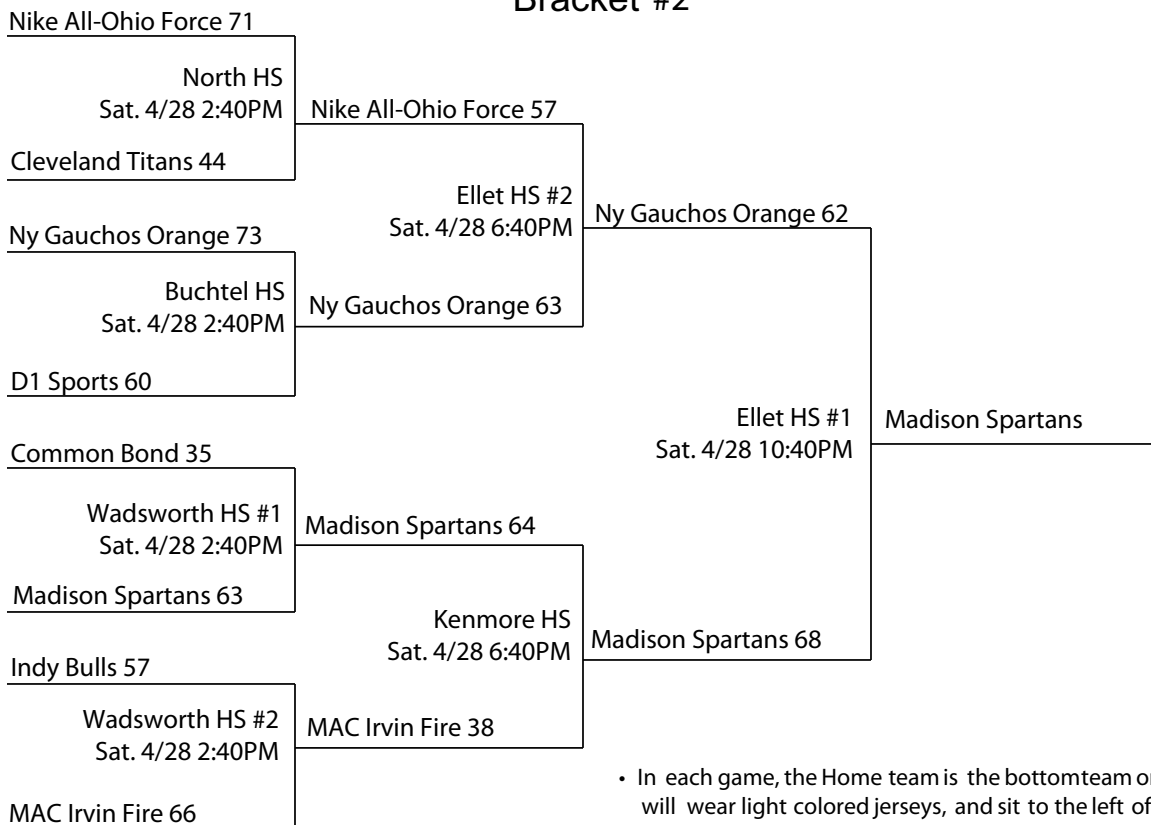 Bracket #2
Nike All-Ohio Force 71
North HS
Sat. 4/28 2:40PM
Nike All-Ohio Force 57
Cleveland Titans 44
Ellet HS #2
Sat. 4/28 6:40PM
Ny Gauchos Orange 62
Ny Gauchos Orange 73
Buchtel HS
Sat. 4/28 2:40PM
Ny Gauchos Orange 63
D1 Sports 60
Ellet HS #1
Sat. 4/28 10:40PM
Madison Spartans
Common Bond 35
Wadsworth HS #1
Sat. 4/28 2:40PM
Madison Spartans 64
Madison Spartans 63
Kenmore HS
Sat. 4/28 6:40PM
Madison Spartans 68
Indy Bulls 57
Wadsworth HS #2
Sat. 4/28 2:40PM
MAC Irvin Fire 38
MAC Irvin Fire 66
• In each game, the Home team is the bottomteam
will wear light colored jerseys, and sit to the left of